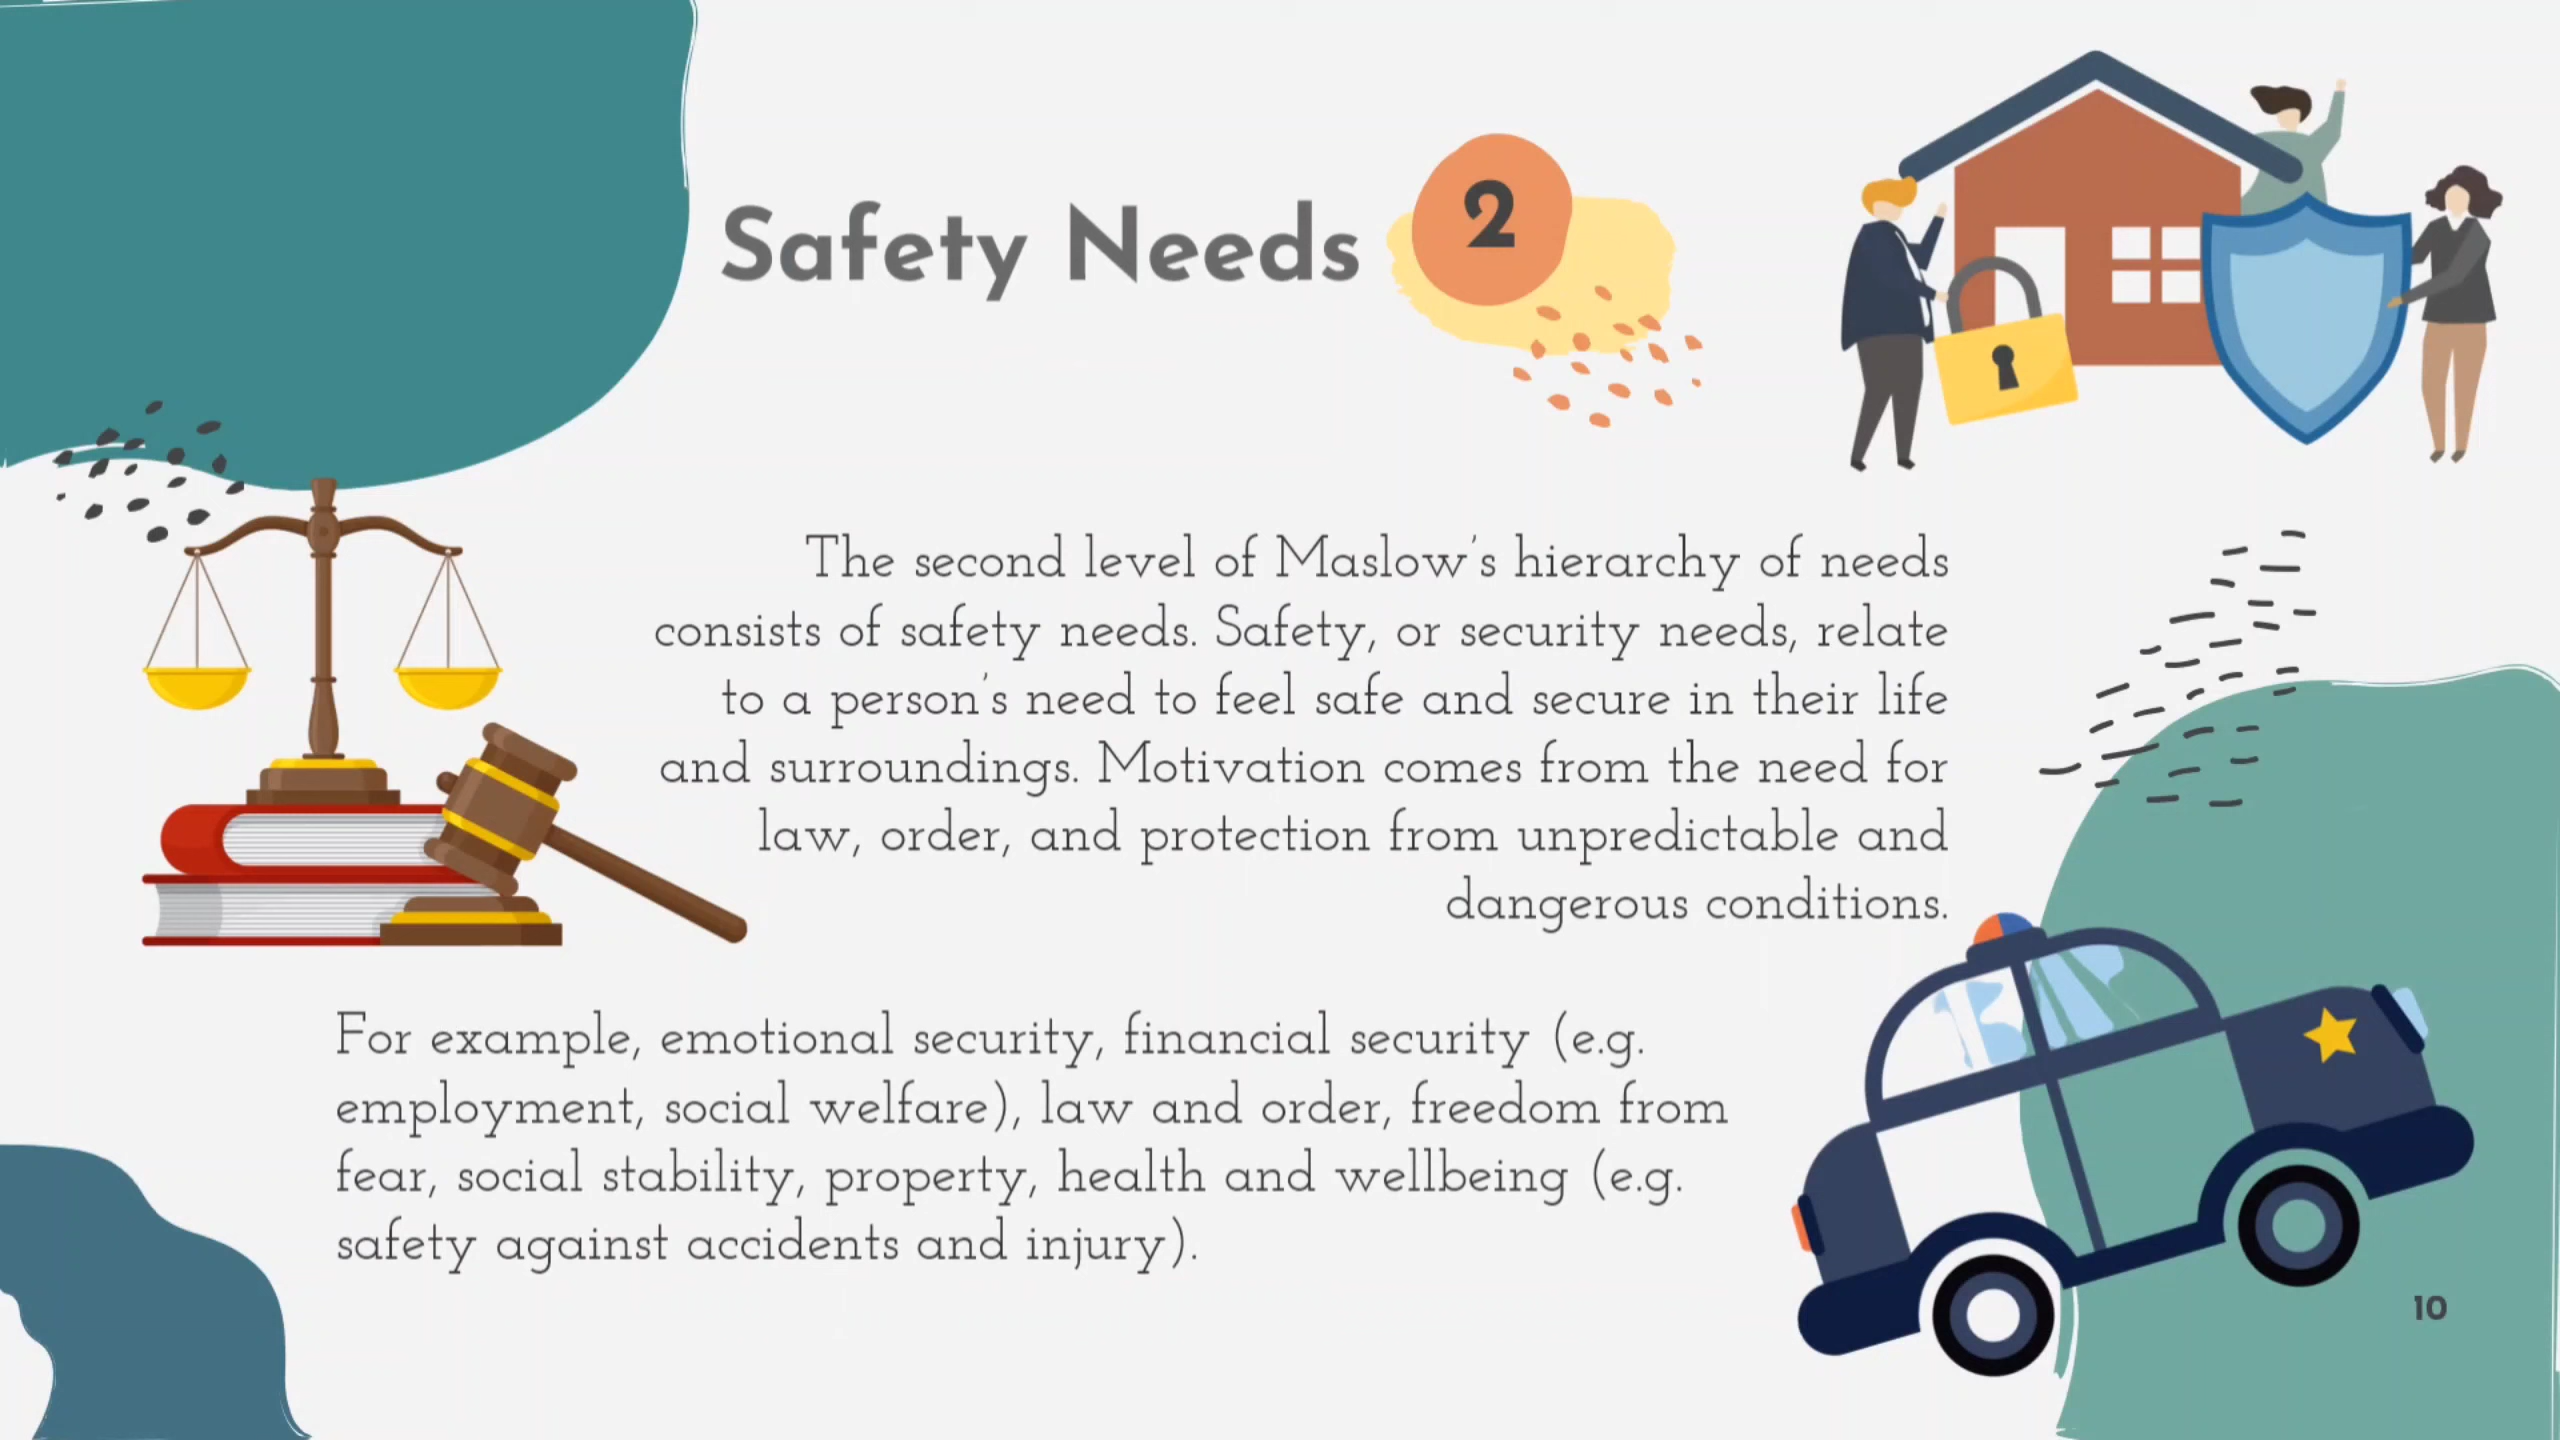 Safety Needs
2
The second level of Maslow's hierarchy of needs
consists of safety needs. Safety, or security needs, relate
to a person's need to feel safe and secure in their life
and surroundings. Motivation comes from the need for
law, order, and protection from unpredictable and
dangerous conditions.
For example, emotional security, financial security (e.g.
employment, social welfare), law and order, freedom from
fear, social stability, property, health and wellbeing (e.g.
safety against accidents and injury).
10